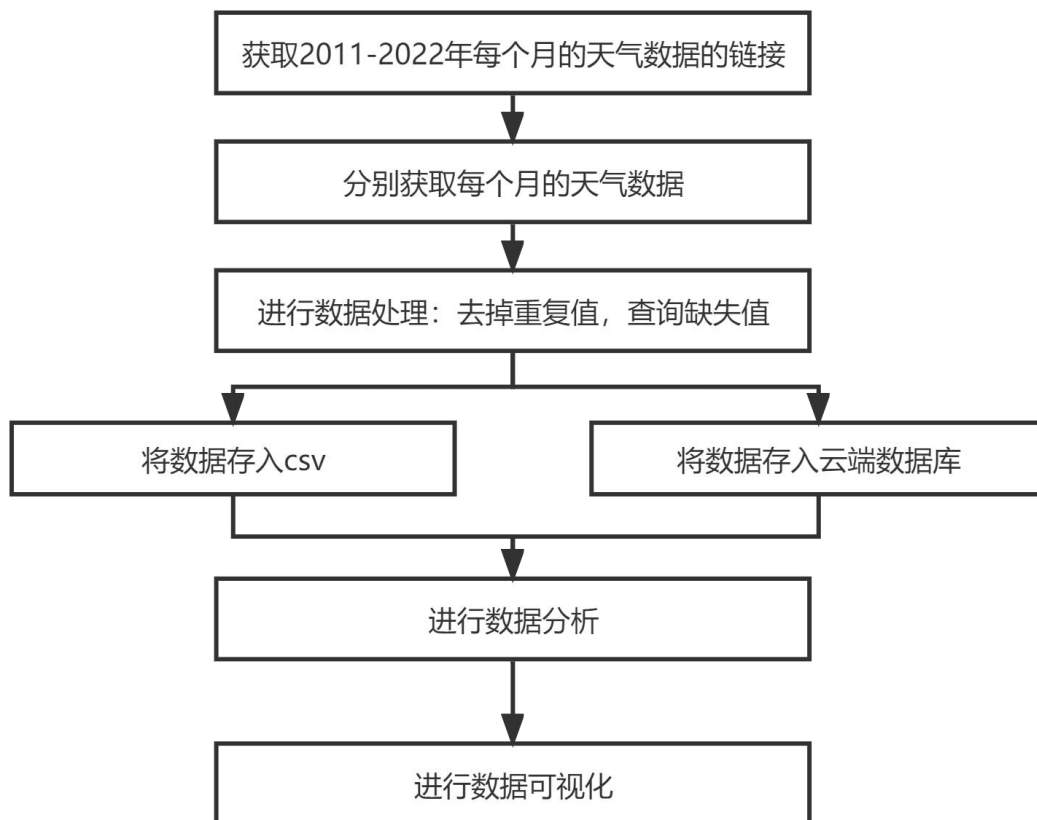 获取2011-2022年每个月的天气数据的链接
分别获取每个月的天气数据
进行数据处理：去掉重复值，查询缺失值
将数据存入csv
将数据存入云端数据库
进行数据分析
进行数据可视化